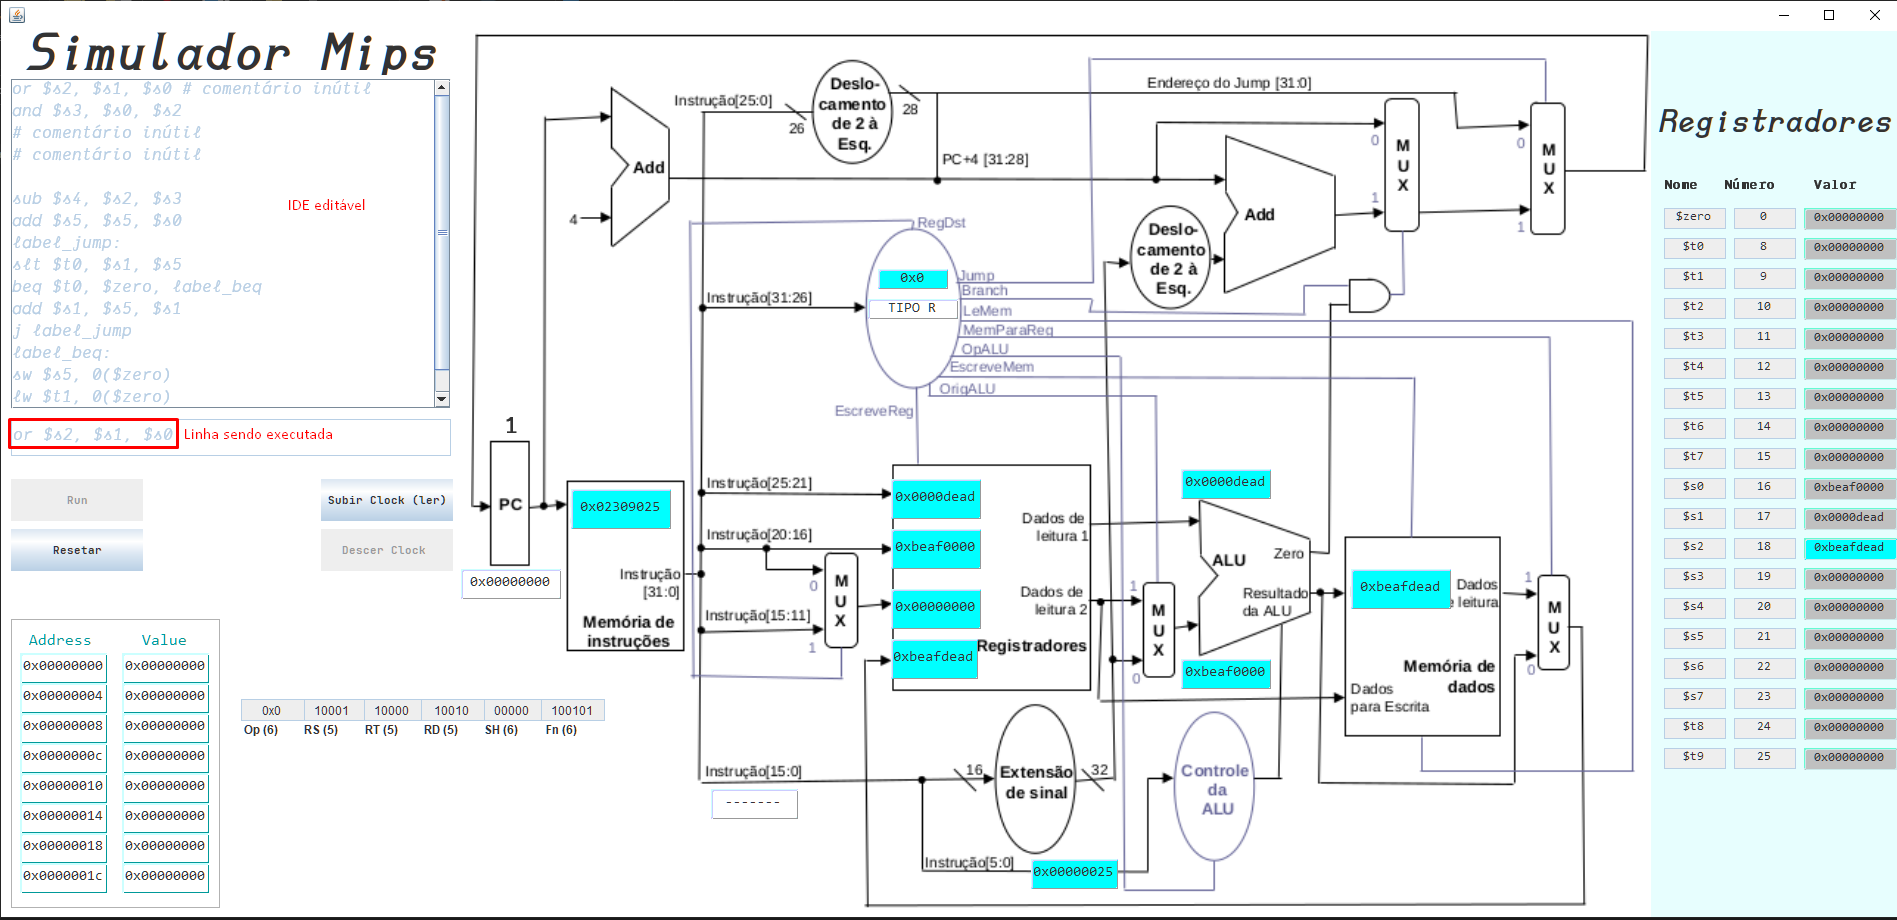 Simulador Mips
or $s2, $s1, $s0 # comentário inútil
and $s3, $s0, $s2
# comentário inútil
# comentário inútil
sub $s4, $s2, $s3
add $s5, $s5, $s0
label_jump:
slt $t0, $s1, $s5
beq $t0, $zero, label_beq
add $s1, $s5, $s1
j label_jump
label_beq:
sw $s5, 0($zero)
lw $t1, 0($zero)
IDE editável
or $s2, $s1, $s0
Linha sendo executada
Run
Subir Clock (ler)
Resetar
Descer Clock
Address Value
0x00000000 0x00000000
0x00000004 0x00000000
0x00000008 0x00000000
0x0000000c 0x00000000
0x00000010 0x00000000
0x00000014 0x00000000
0x00000018 0x00000000
0x0000001c 0x00000000
0x0 10001 10000 10010 00000 100101
Op (6) RS (5) RT (5) RD (5) SH (6) Fn (6)
1
PC
0x00000000
4
Add
0x02309025
Instrução
[31:0]
Memória de
instruções
Instrução[25:0]
26
Deslo-
camento
de 2 à
Esq.
28
Endereço do Jump [31:0]
PC+4 [31:28]
Instrução[31:26]
0x0
TIPO R
RegDst
Jump
Branch
LeMem
MemParaReg
OpALU
EscreveMem
OrigALU
EscreveReg
Deslo-
camento
de 2 à
Esq.
Add
0
M
U
X
1
0
M
U
X
1
Instrução[25:21]
Instrução[20:16]
Instrução[15:11]
0
M
U
X
1
0x0000dead
0xbeaf0000
0x00000000
0xbeafdead
Dados de
leitura 1
Dados de
leitura 2
Registradores
1
M
U
X
0
0x0000dead
ALU
Zero
Resultado
da ALU
0xbeaf0000
0xbeafdead
Dados
leitura
Memória de
dados
Dados
para Escrita
1
M
U
X
0
Instrução[15:0]
-------
16
Extensão
de sinal
32
Controle
da
ALU
Instrução[5:0]
0x00000025
Registradores
Nome Número Valor
$zero 0 0x00000000
$t0 8 0x00000000
$t1 9 0x00000000
$t2 10 0x00000000
$t3 11 0x00000000
$t4 12 0x00000000
$t5 13 0x00000000
$t6 14 0x00000000
$t7 15 0x00000000
$s0 16 0xbeaf0000
$s1 17 0x0000dead
$s2 18 0xbeafdead
$s3 19 0x00000000
$s4 20 0x00000000
$s5 21 0x00000000
$s6 22 0x00000000
$s7 23 0x00000000
$t8 24 0x00000000
$t9 25 0x00000000